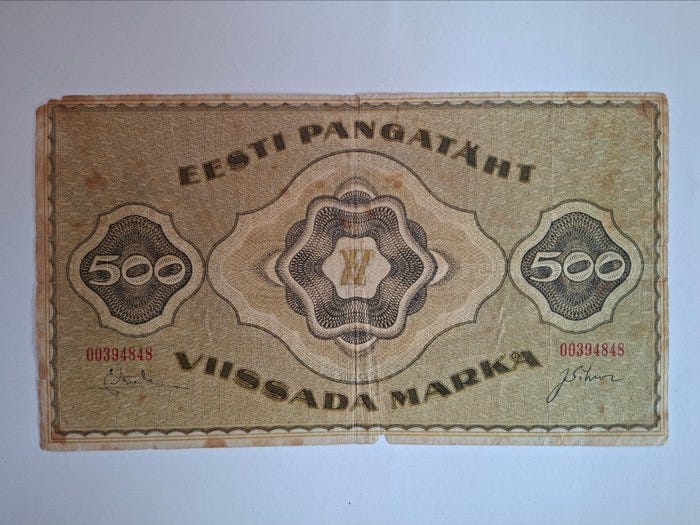 EESTI PANGATÄHT
500 500
00394848 00394848
VIISSADA MARKA